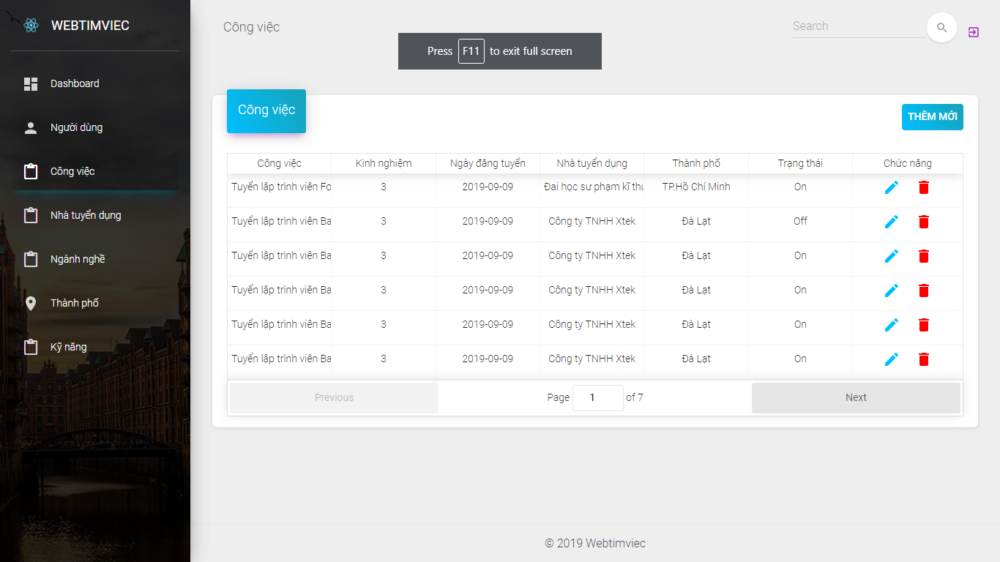 WEBTIMVIEC
Dashboard
Người dùng
Công việc
Nhà tuyển dụng
Ngành nghề
Thành phố
Kỹ năng
Công việc
Search
Press F11 to exit full screen
Công việc
THÊM MỚI
Công việc Kinh nghiệm Ngày đăng tuyển Nhà tuyển dụng Thành phố Trạng thái Chức năng
Tuyển lập trình viên Fo 3 2019-09-09 Đai học sư phạm kĩ thu TP.Hồ Chí Minh On
Tuyển lập trình viên Ba 3 2019-09-09 Công ty TNHH Xtek Đà Lạt Off
Tuyển lập trình viên Ba 3 2019-09-09 Công ty TNHH Xtek Đà Lạt On
Tuyển lập trình viên Ba 3 2019-09-09 Công ty TNHH Xtek Đà Lạt On
Tuyển lập trình viên Ba 3 2019-09-09 Công ty TNHH Xtek Đà Lạt On
Tuyển lập trình viên Ba 3 2019-09-09 Công ty TNHH Xtek Đà Lạt On
Previous Page 1 of 7 Next
© 2019 Webtimviec